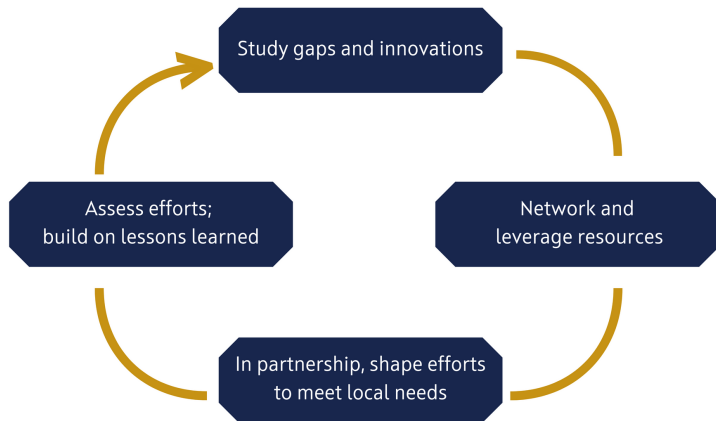 Study gaps and innovations
Network and
leverage resources
In partnership, shape efforts
to meet local needs
Assess efforts;
build on lessons learned